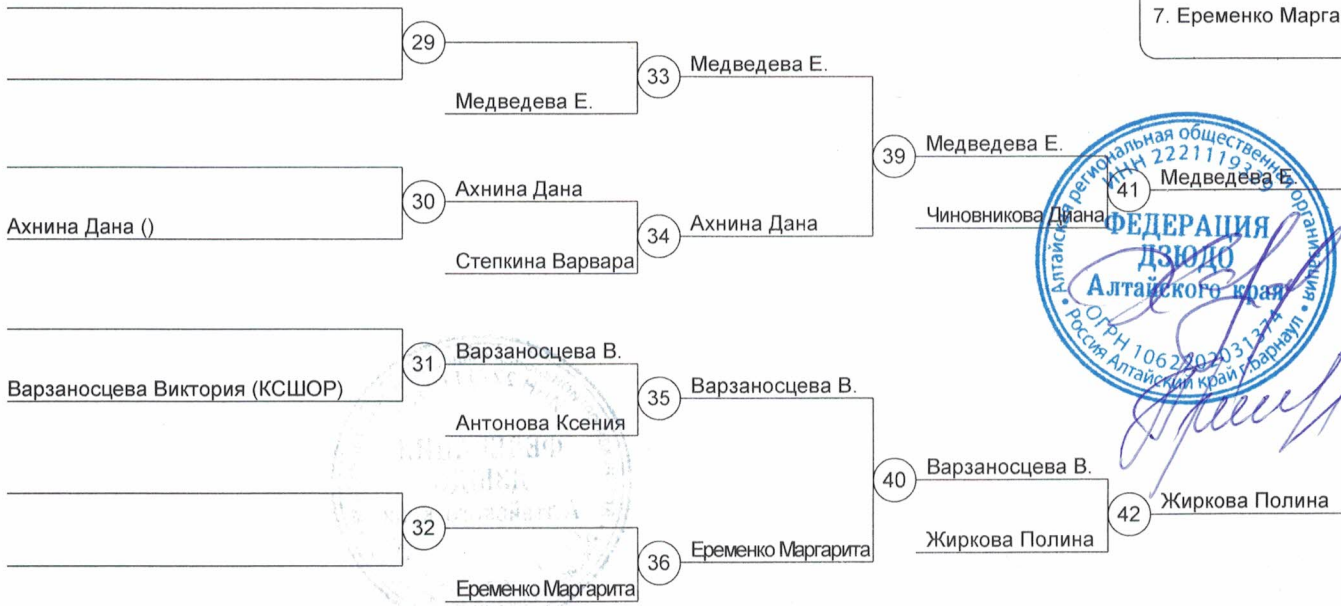 7. Еременко Марга
29
Медведева Е.
33
Медведева Е.
30
Ахнина Дана ()
Ахнина Дана
Степкина Варвара
34
Ахнина Дана
39
Медведева Е.
Чиновникова Диана
41
Медведева Е.
31
Варзаносцева Виктория (КСШОР)
Варзаносцева В.
Антонова Ксения
35
Варзаносцева В.
32
Еременко Маргарита
36
Еременко Маргарита
40
Варзаносцева В.
Жиркова Полина
42
Жиркова Полина
Алтайская региональная общественная организация
ИНН
ФЕДЕРАЦИЯ
ДЗЮДО
Алтайского края
ОГРН 1062202031374
Россия Алтайский край г.Барнаул